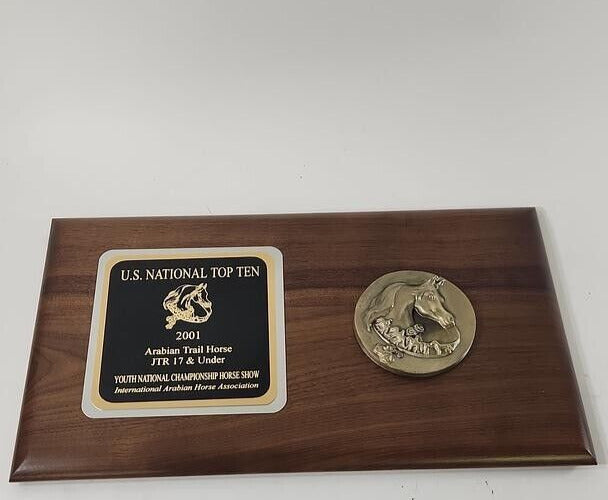 U.S. NATIONAL TOP TEN
2001
Arabian Trail Horse
JTR 17 & Under
YOUTH NATIONAL CHAMPIONSHIP HORSE SHOW
International Arabian Horse Association